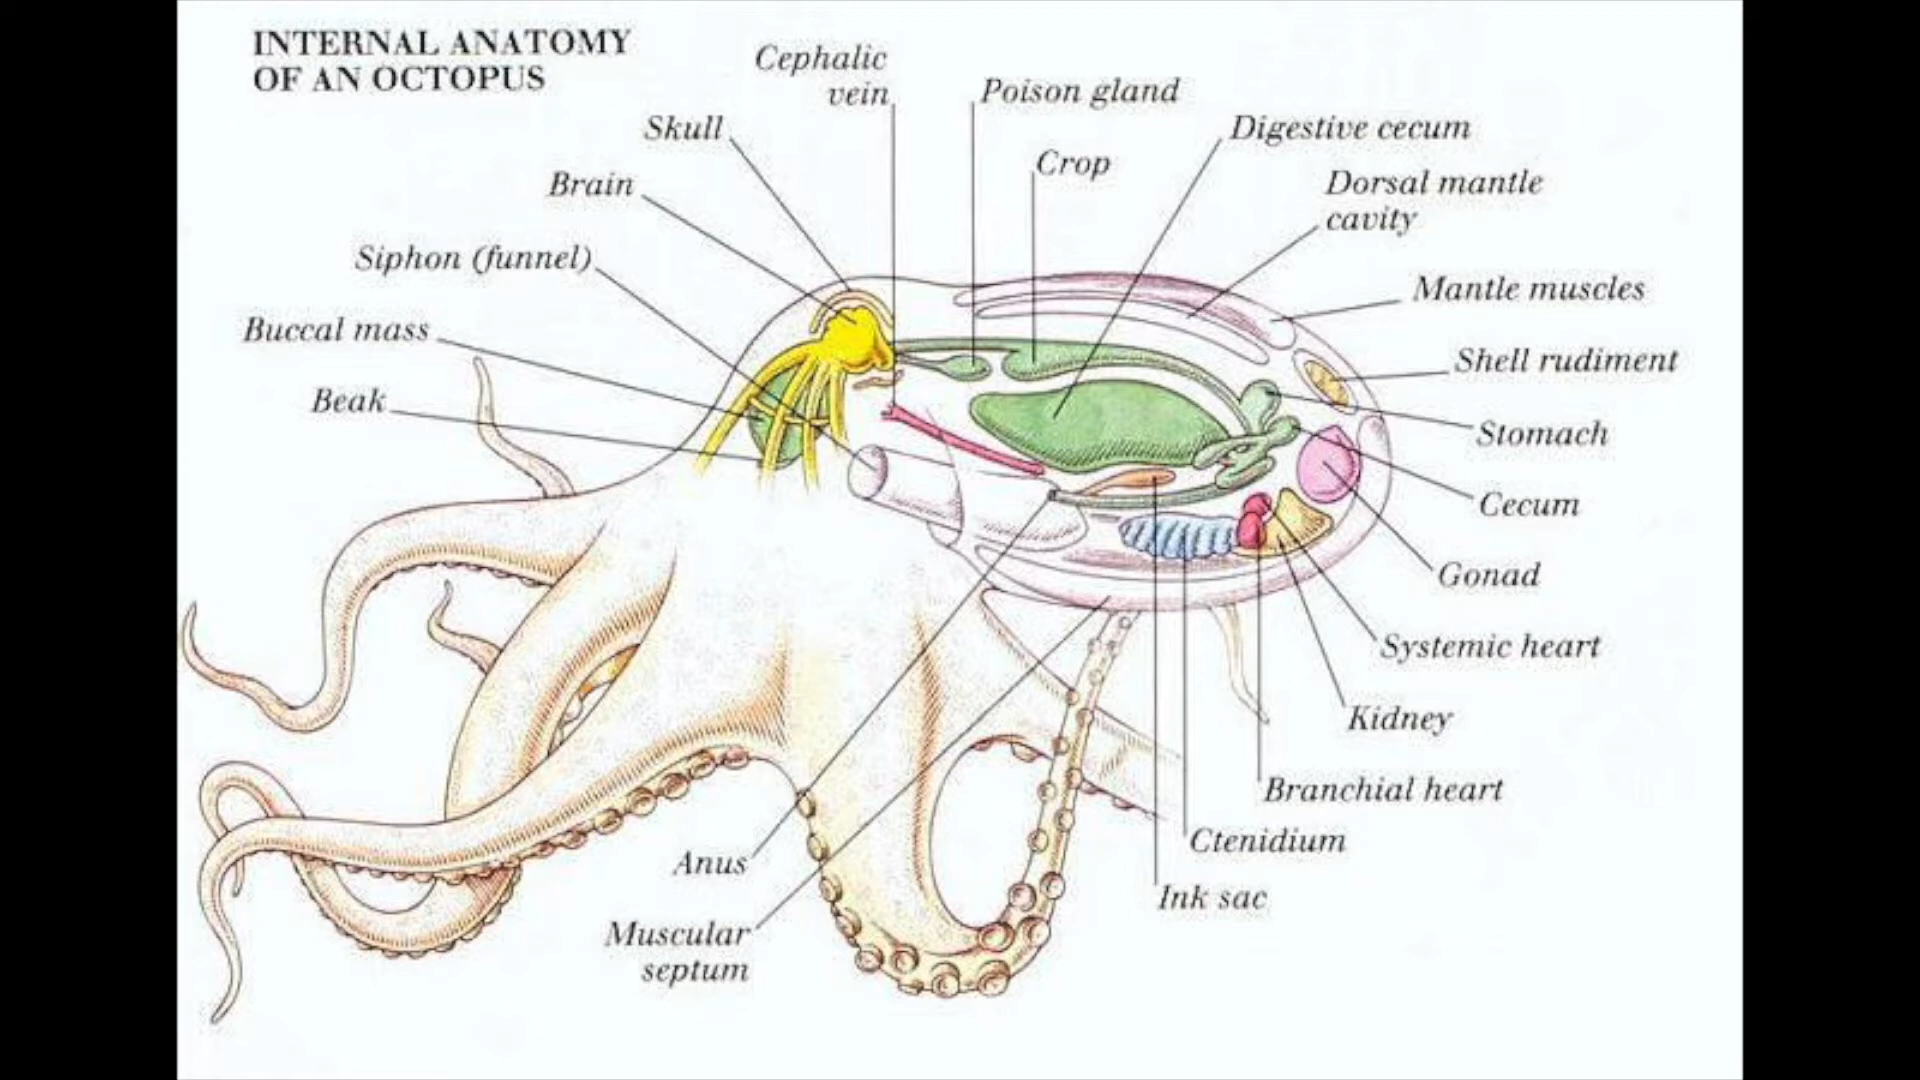 INTERNAL ANATOMY
OF AN OCTOPUS
Cephalic
vein
Poison gland
Skull
Digestive cecum
Crop
Brain
Dorsal mantle
cavity
Siphon (funnel)
Mantle muscles
Buccal mass
Shell rudiment
Beak
Stomach
Cecum
Gonad
Systemic heart
Kidney
Branchial heart
Ctenidium
Anus
Ink sac
Muscular
septum